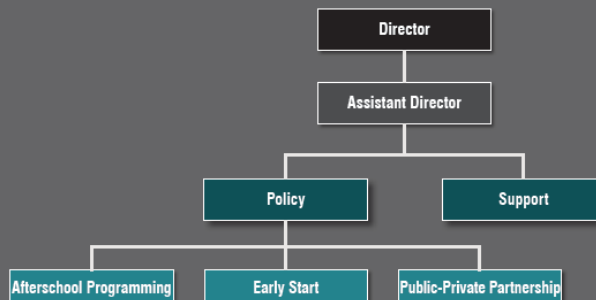 Director
Assistant Director
Policy
Support
Afterschool Programming
Early Start
Public-Private Partnership